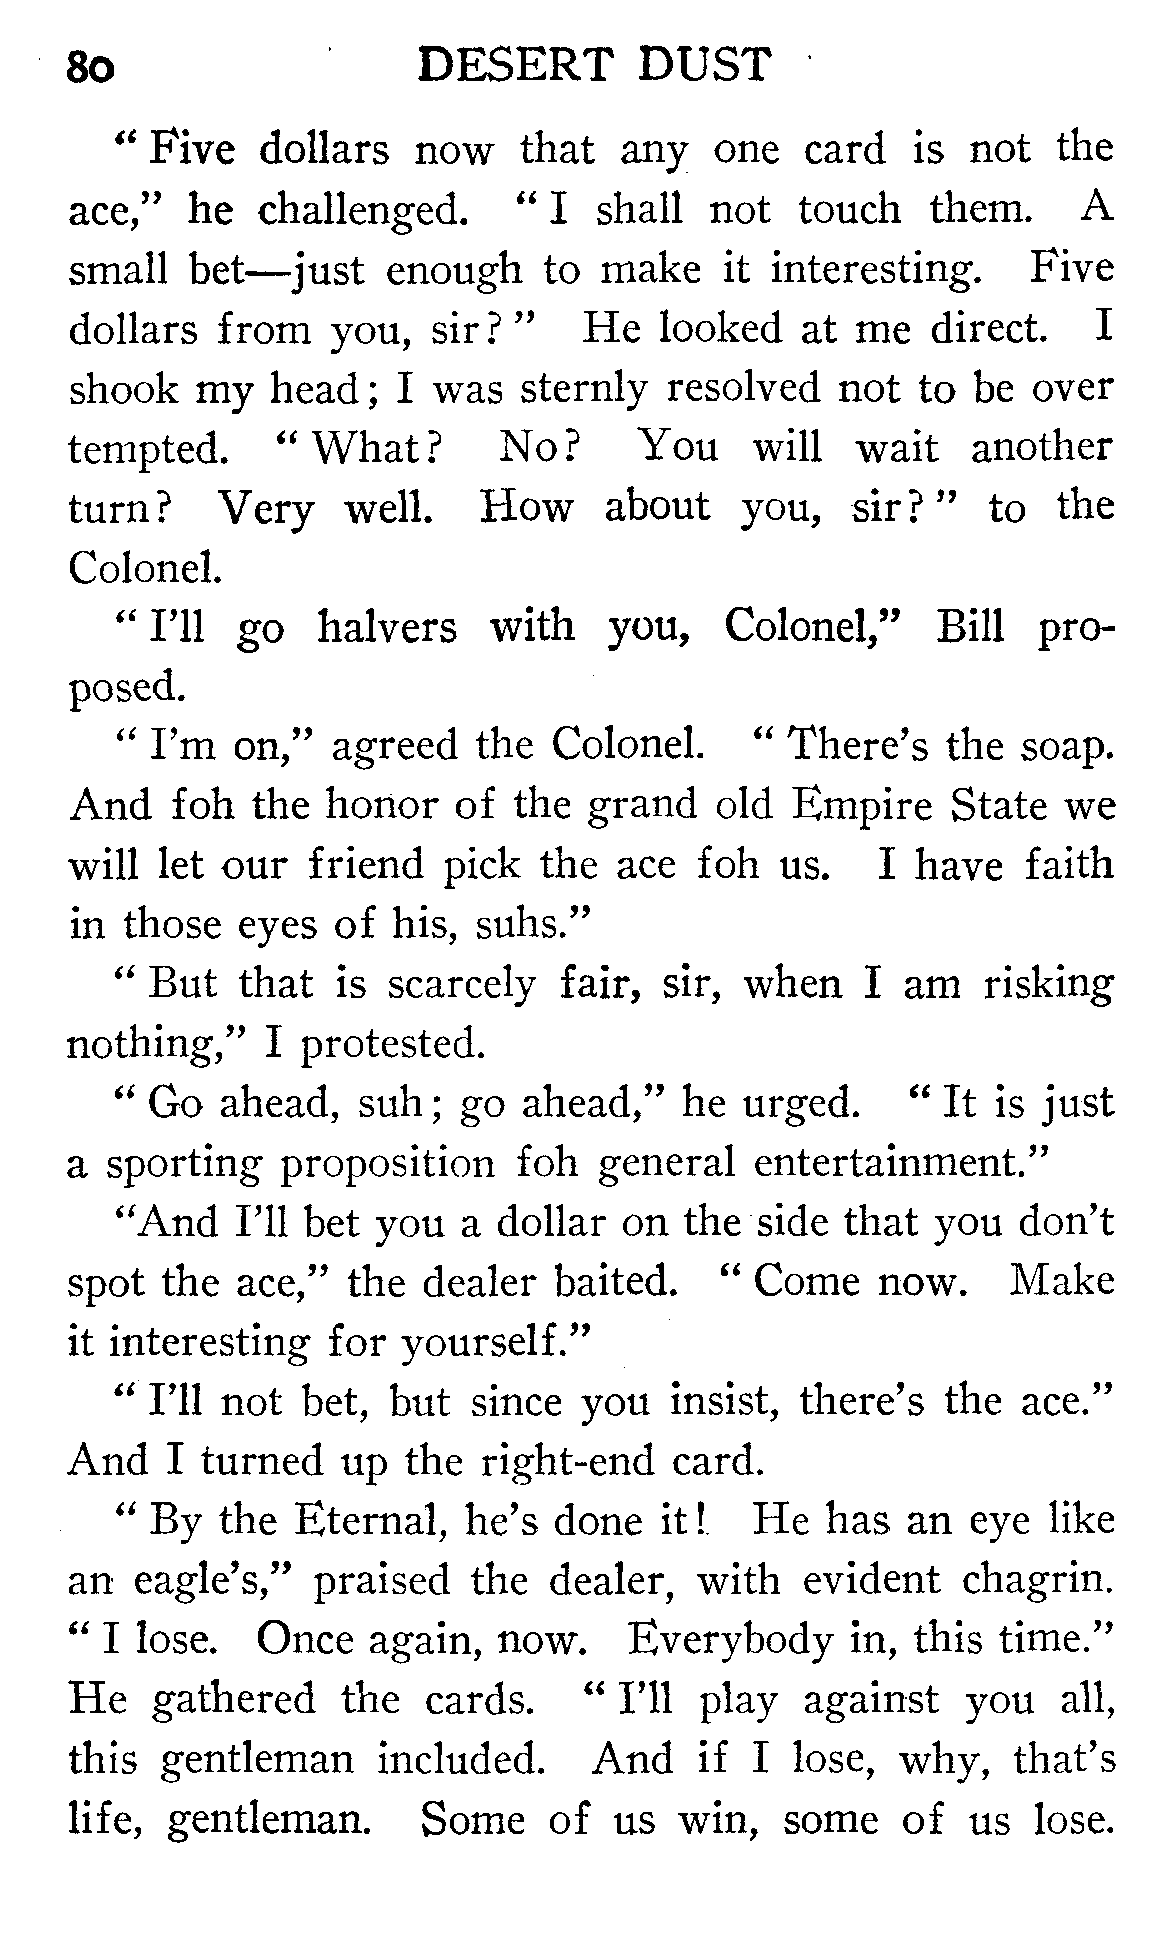 80 DESERT DUST
“Five dollars now that any one card is not the
ace,” he challenged. “I shall not touch them. A
small bet—just enough to make it interesting. Five
dollars from you, sir?” He looked at me direct. I
shook my head; I was sternly resolved not to be over
tempted. “What? No? You will wait another
turn? Very well. How about you, sir?” to the
Colonel.
“I’ll go halvers with you, Colonel,” Bill pro-
posed.
“I’m on,” agreed the Colonel. “There’s the soap.
And foh the honor of the grand old Empire State we
will let our friend pick the ace foh us. I have faith
in those eyes of his, suhs.”
“But that is scarcely fair, sir, when I am risking
nothing,” I protested.
“Go ahead, suh; go ahead,” he urged. “It is just
a sporting proposition foh general entertainment.”
“And I’ll bet you a dollar on the side that you don’t
spot the ace,” the dealer baited. “Come now. Make
it interesting for yourself.”
“I’ll not bet, but since you insist, there’s the ace.”
And I turned up the right-end card.
“By the Eternal, he’s done it! He has an eye like
an eagle’s,” praised the dealer, with evident chagrin.
“I lose. Once again, now. Everybody in, this time.”
He gathered the cards. “I’ll play against you all,
this gentleman included. And if I lose, why, that’s
life, gentleman. Some of us win, some of us lose.